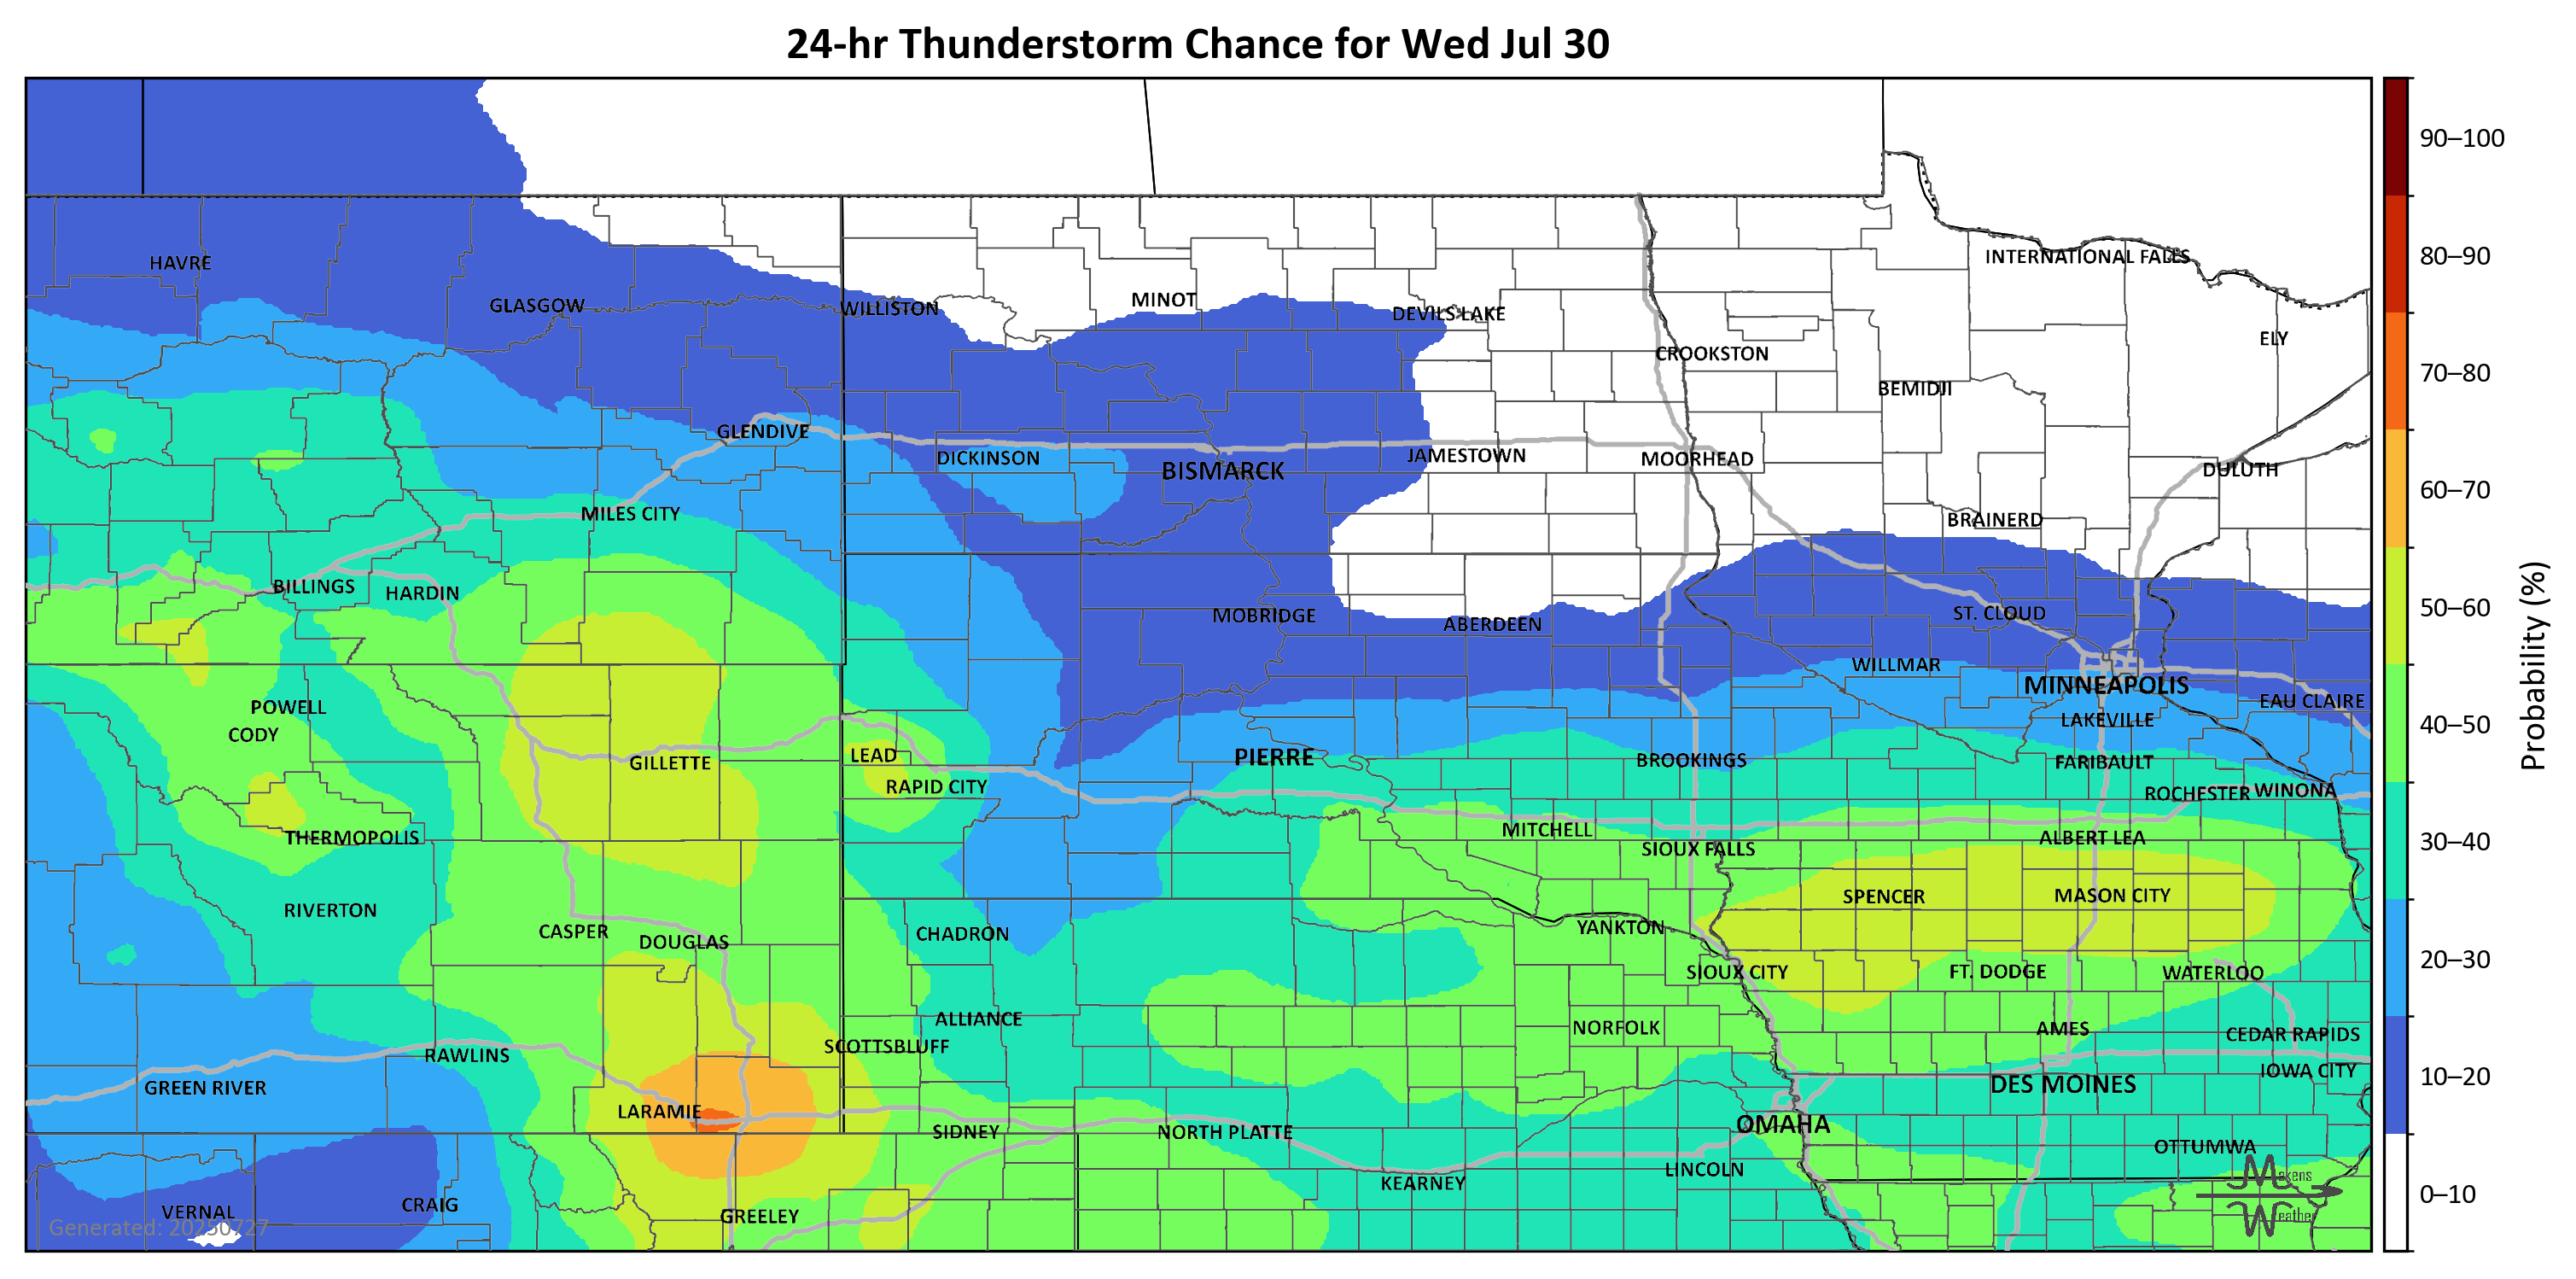 24-hr Thunderstorm Chance for Wed Jul 30
90–100
INTERNATIONAL FALLS
80–90
HAVRE
MINOT
GLASGOW
WILLISTON
DEVILS LAKE
ELY
CROOKSTON
70–80
BEMIDJI
GLENDIVE
DICKINSON
JAMESTOWN
MOORHEAD
BISMARCK
DULUTH
60–70
MILES CITY
BRAINERD
BILLINGS
HARDIN
50–60
ST. CLOUD
MOBRIDGE
ABERDEEN
WILLMAR
Probability (%)
MINNEAPOLIS
EAU CLAIRE
POWELL
LAKEVILLE
40–50
CODY
LEAD
PIERRE
BROOKINGS
GILLETTE
FARIBAULT
RAPID CITY
ROCHESTER
WINONA
MITCHELL
THERMOPOLIS
ALBERT LEA
30–40
SIOUX FALLS
SPENCER
MASON CITY
RIVERTON
YANKTON
CASPER
CHADRON
DOUGLAS
20–30
SIOUX CITY
FT. DODGE
WATERLOO
ALLIANCE
NORFOLK
AMES
CEDAR RAPIDS
SCOTTSBLUFF
RAWLINS
IOWA CITY
10–20
GREEN RIVER
DES MOINES
LARAMIE
OMAHA
SIDNEY
NORTH PLATTE
OTTUMWA
LINCOLN
KEARNEY
Makens
0–10
CRAIG
VERNAL
GREELEY
Weather
Generated: 20250727